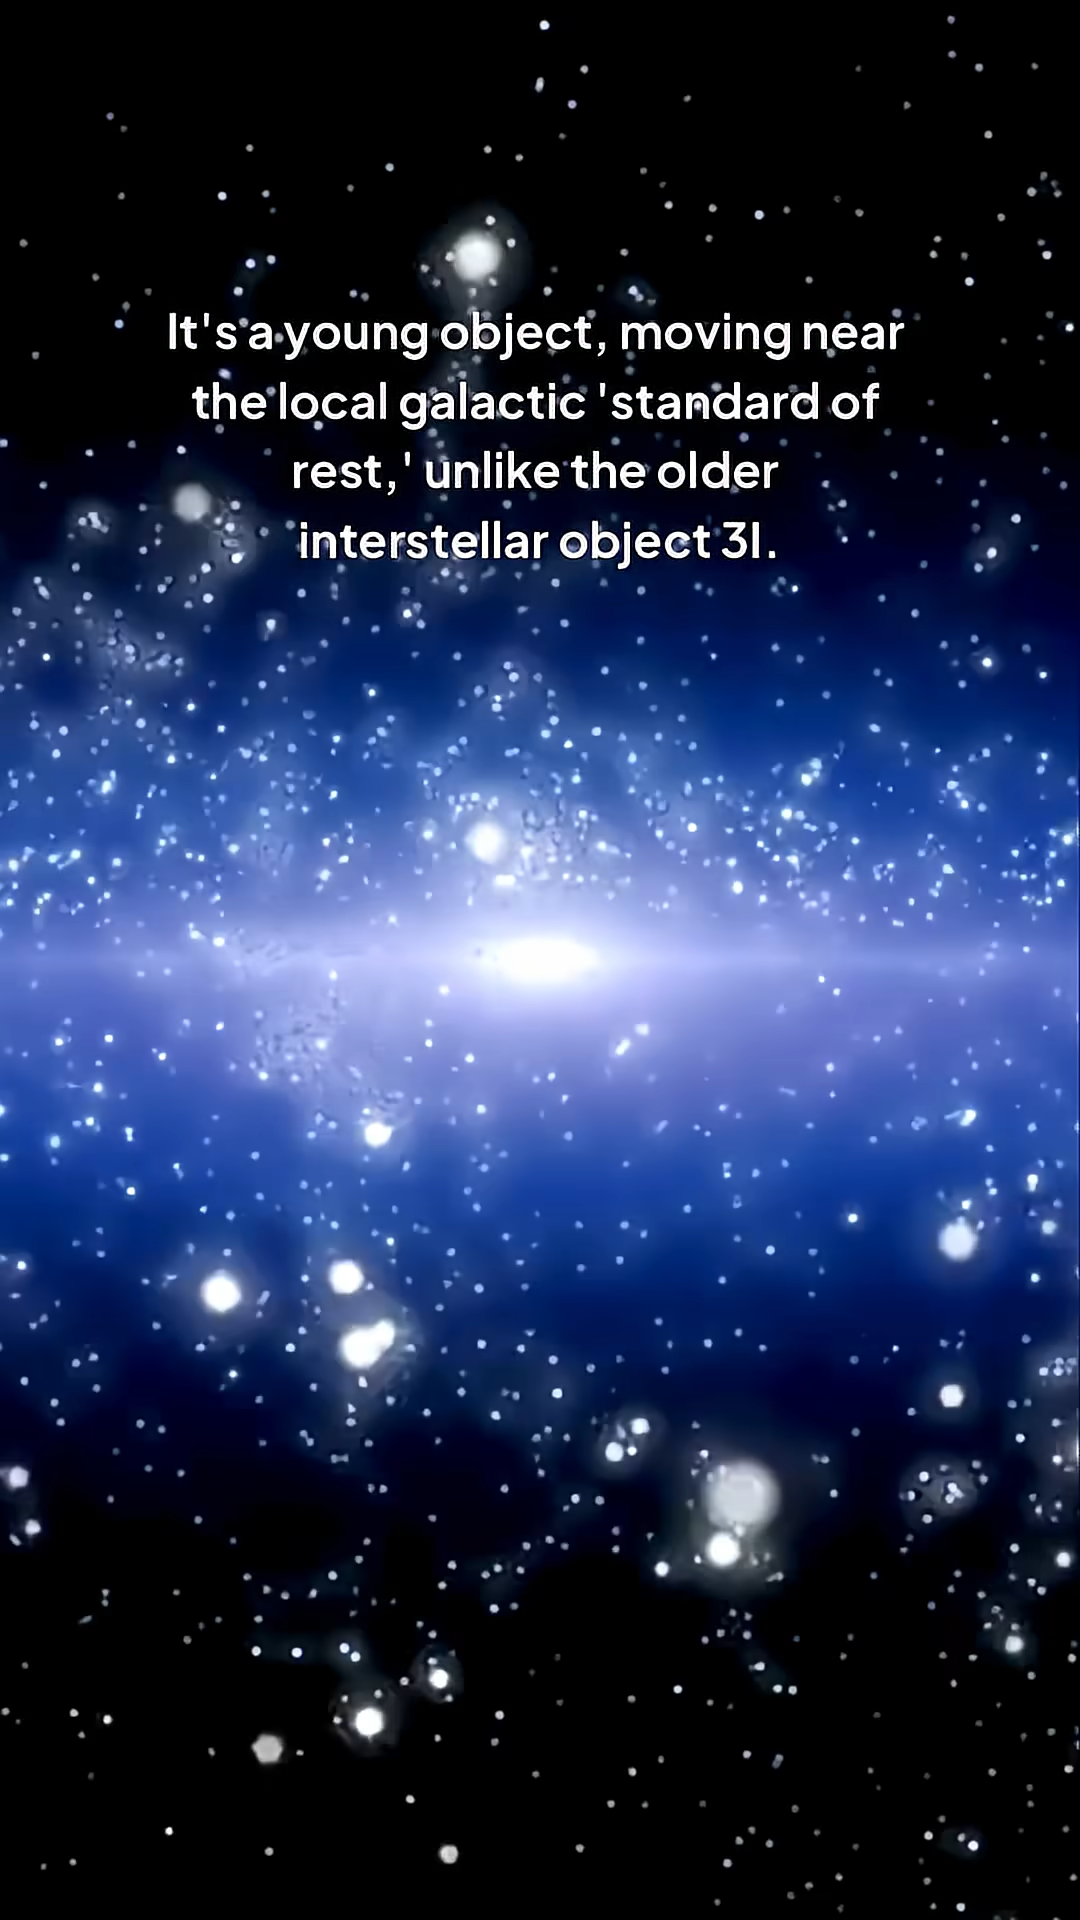 It's a young object, moving near
the local galactic 'standard of
rest,' unlike the older
interstellar object 3I.